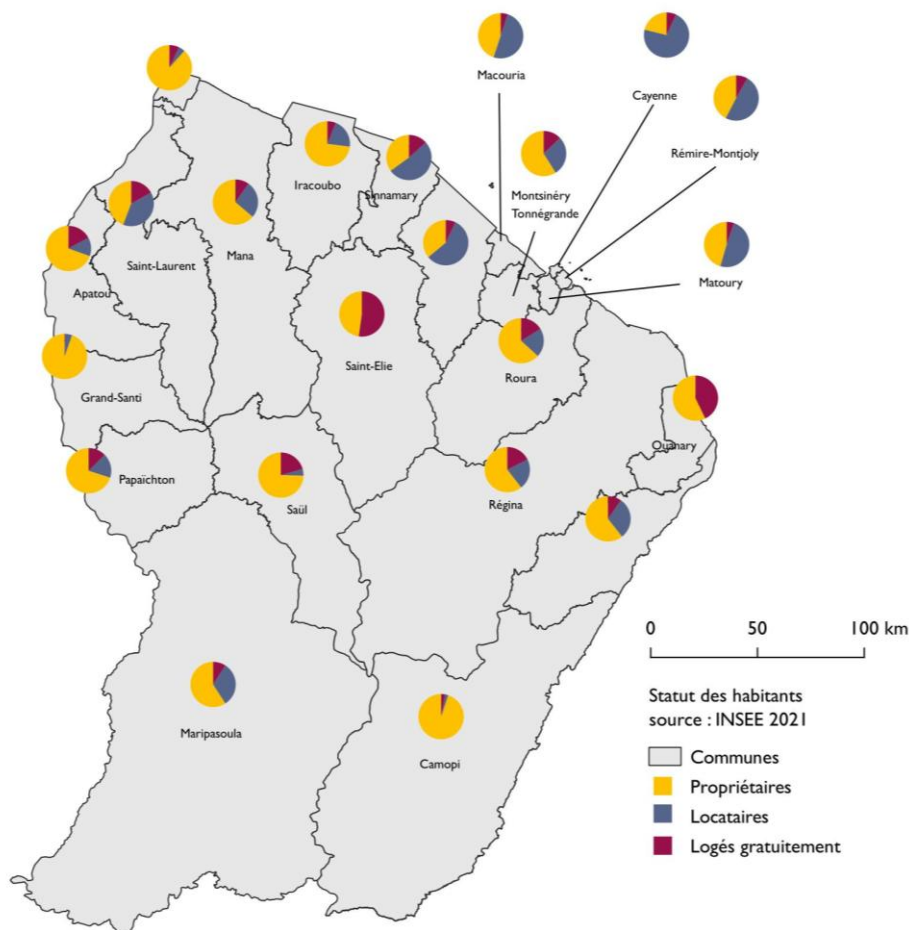 Macouria
Cayenne
Rémire-Montjoly
Montsinéry
Tonnégrande
Matoury
Iracoubo
Sinnamary
Mana
Saint-Laurent
Apatou
Saint-Elie
Roura
Grand-Santi
Ouanary
Papaïchton
Saül
Régina
Maripasoula
Camopi
0 50 100 km
Statut des habitants
source : INSEE 2021
Communes
Propriétaires
Locataires
Logés gratuitement